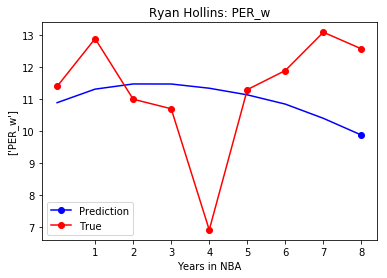 Ryan Hollins: PER_w
['PER_w']
13
12
11
10
9
8
7
Prediction
True
1 2 3 4 5 6 7 8
Years in NBA